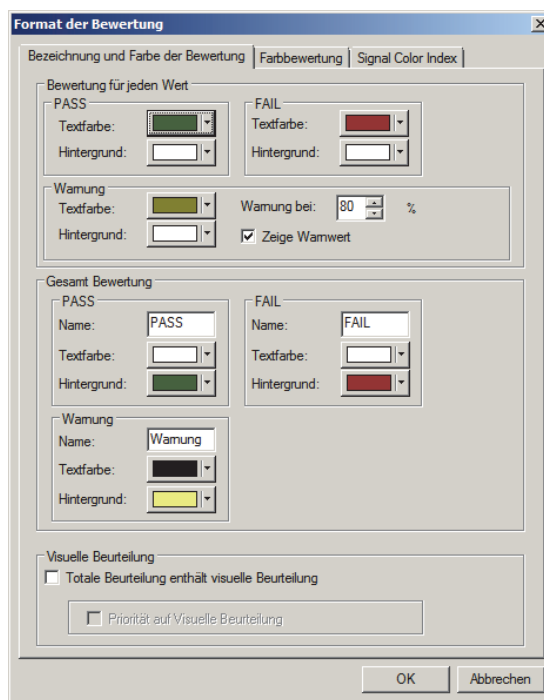 Format der Bewertung
Bezeichnung und Farbe der Bewertung Farbbewertung Signal Color Index
Bewertung für jeden Wert
PASS FAIL
Textfarbe: Textfarbe:
Hintergrund: Hintergrund:
Warnung
Textfarbe: Warnung bei: 80 %
Hintergrund: Zeige Warnwert
Gesamt Bewertung
PASS FAIL
Name: PASS Name: FAIL
Textfarbe: Textfarbe:
Hintergrund: Hintergrund:
Warnung
Name: Warnung
Textfarbe:
Hintergrund:
Visuelle Beurteilung
Totale Beurteilung enthält visuelle Beurteilung
Priorität auf Visuelle Beurteilung
OK Abbrechen